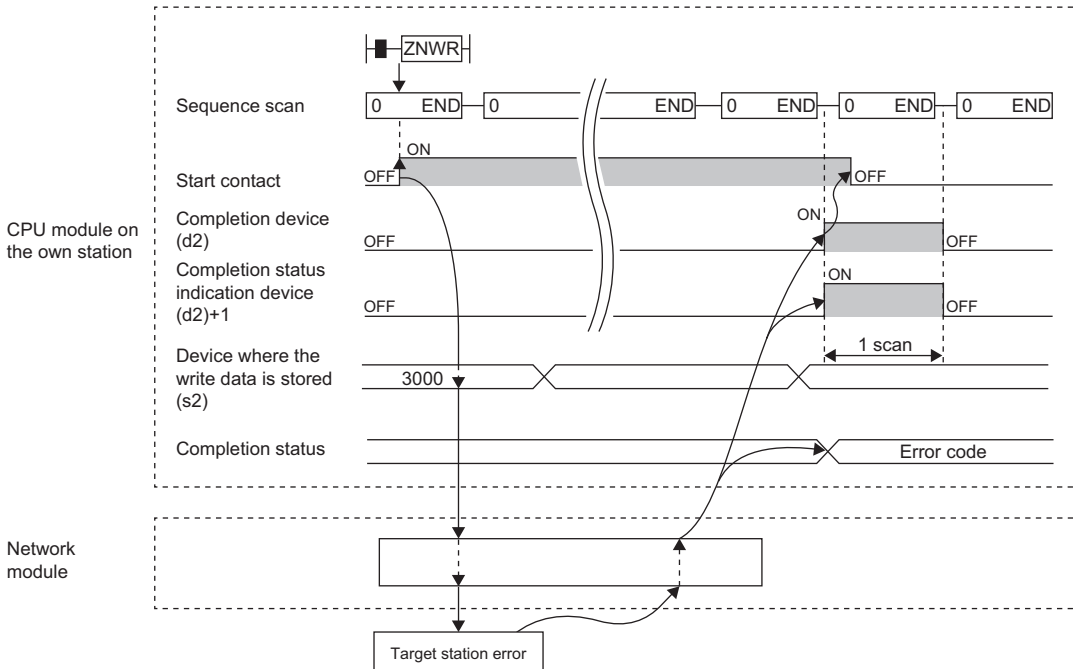 ZNWR
Sequence scan
0 END 0 END 0 END 0 END 0 END
ON
Start contact
OFF OFF
CPU module on
the own station
Completion device
(d2)
ON
OFF OFF
Completion status
indication device
(d2)+1
ON
OFF OFF
1 scan
Device where the
write data is stored
(s2)
3000
Completion status
Error code
Network
module
Target station error